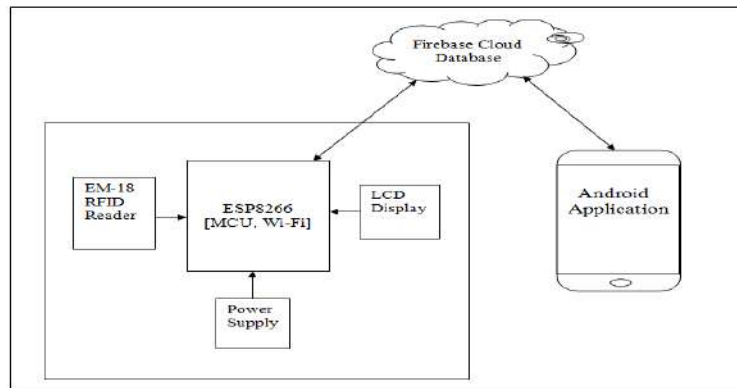 Firebase Cloud
Database
EM-18
RFID
Reader
ESP8266
[MCU, Wi-Fi]
LCD
Display
Android
Application
Power
Supply